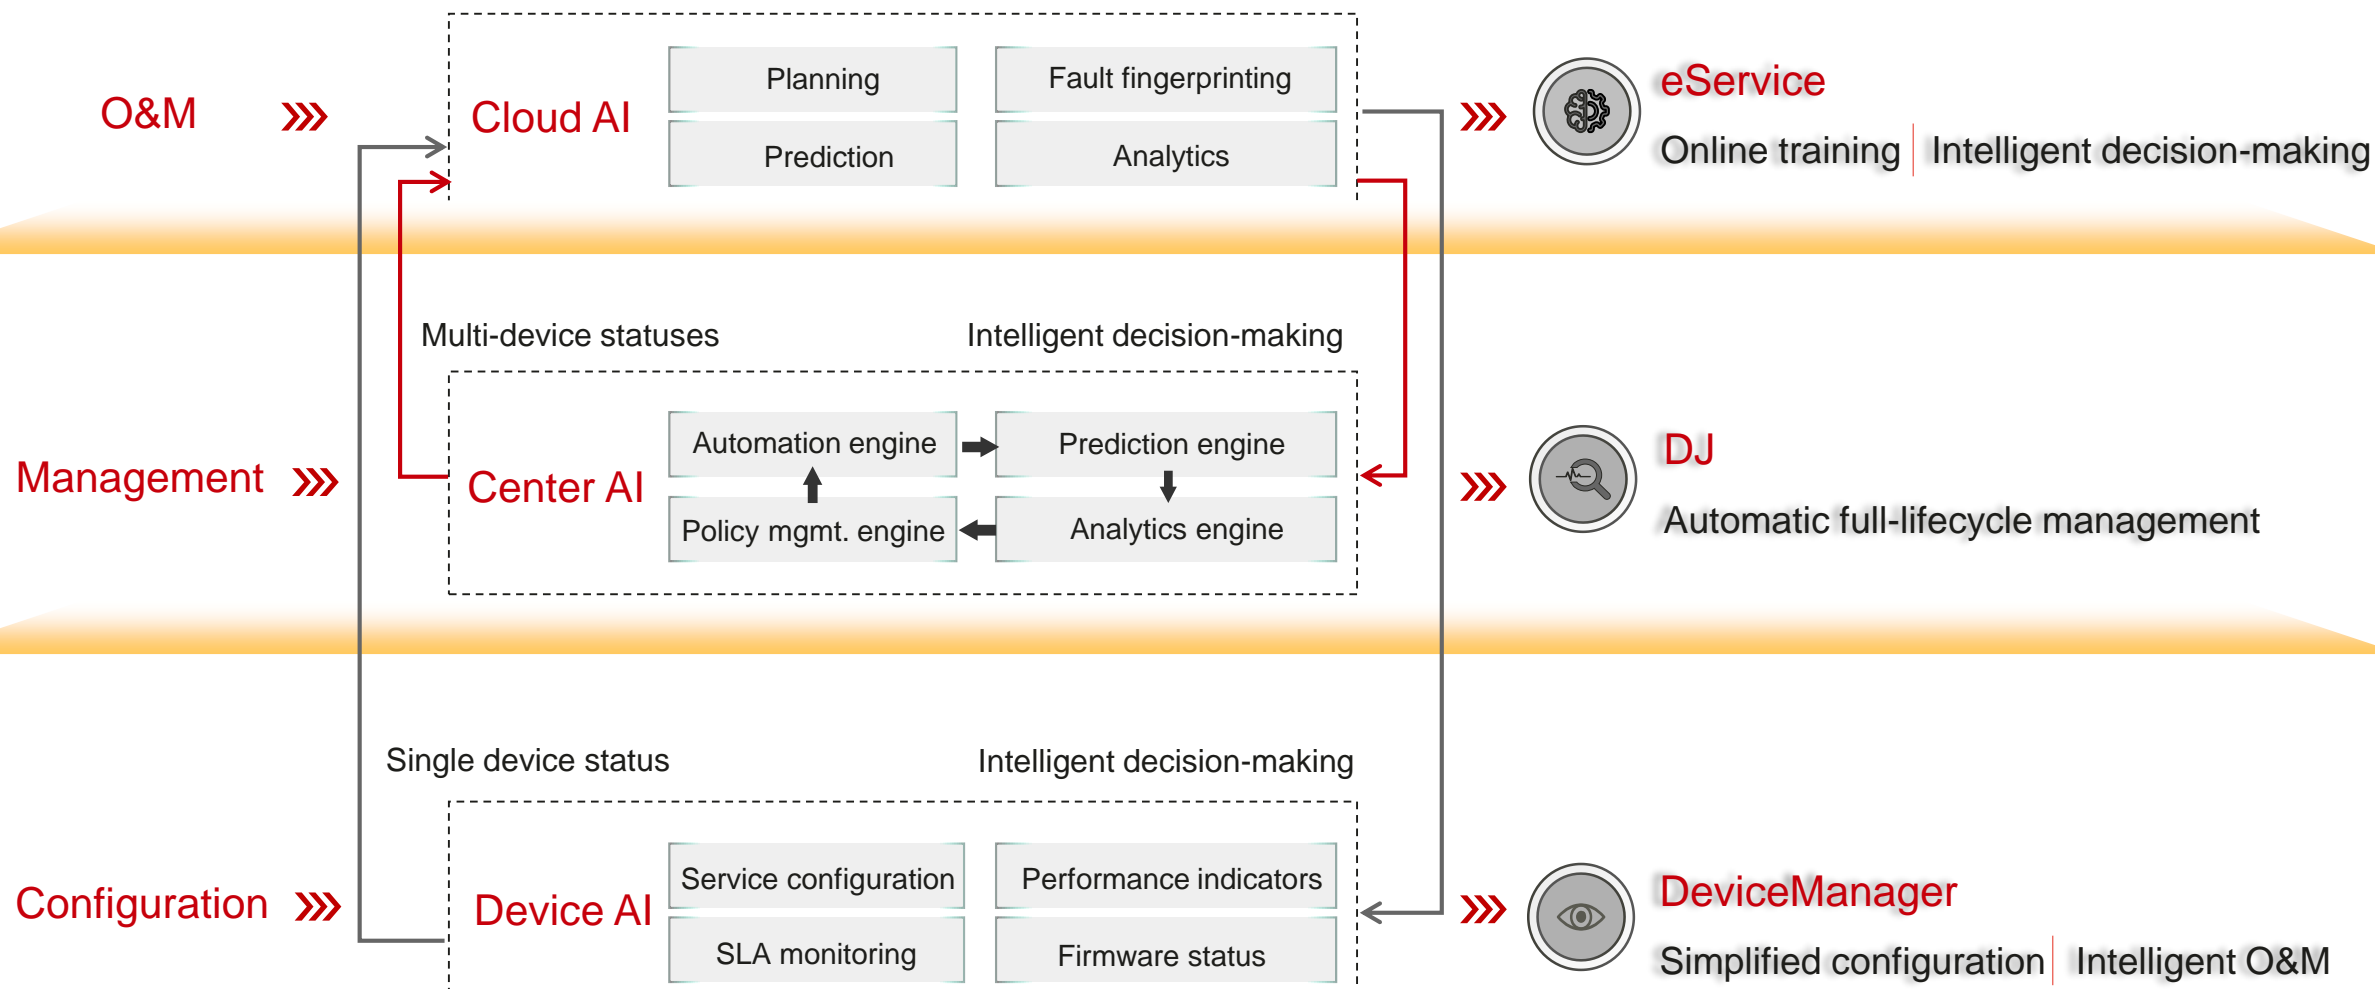 O&M
Cloud AI
Planning
Fault fingerprinting
Prediction
Analytics
eService
Online training
Intelligent decision-making
Multi-device statuses
Intelligent decision-making
Management
Center AI
Automation engine
Prediction engine
Policy mgmt. engine
Analytics engine
DJ
Automatic full-lifecycle management
Single device status
Intelligent decision-making
Configuration
Device AI
Service configuration
Performance indicators
SLA monitoring
Firmware status
DeviceManager
Simplified configuration
Intelligent O&M